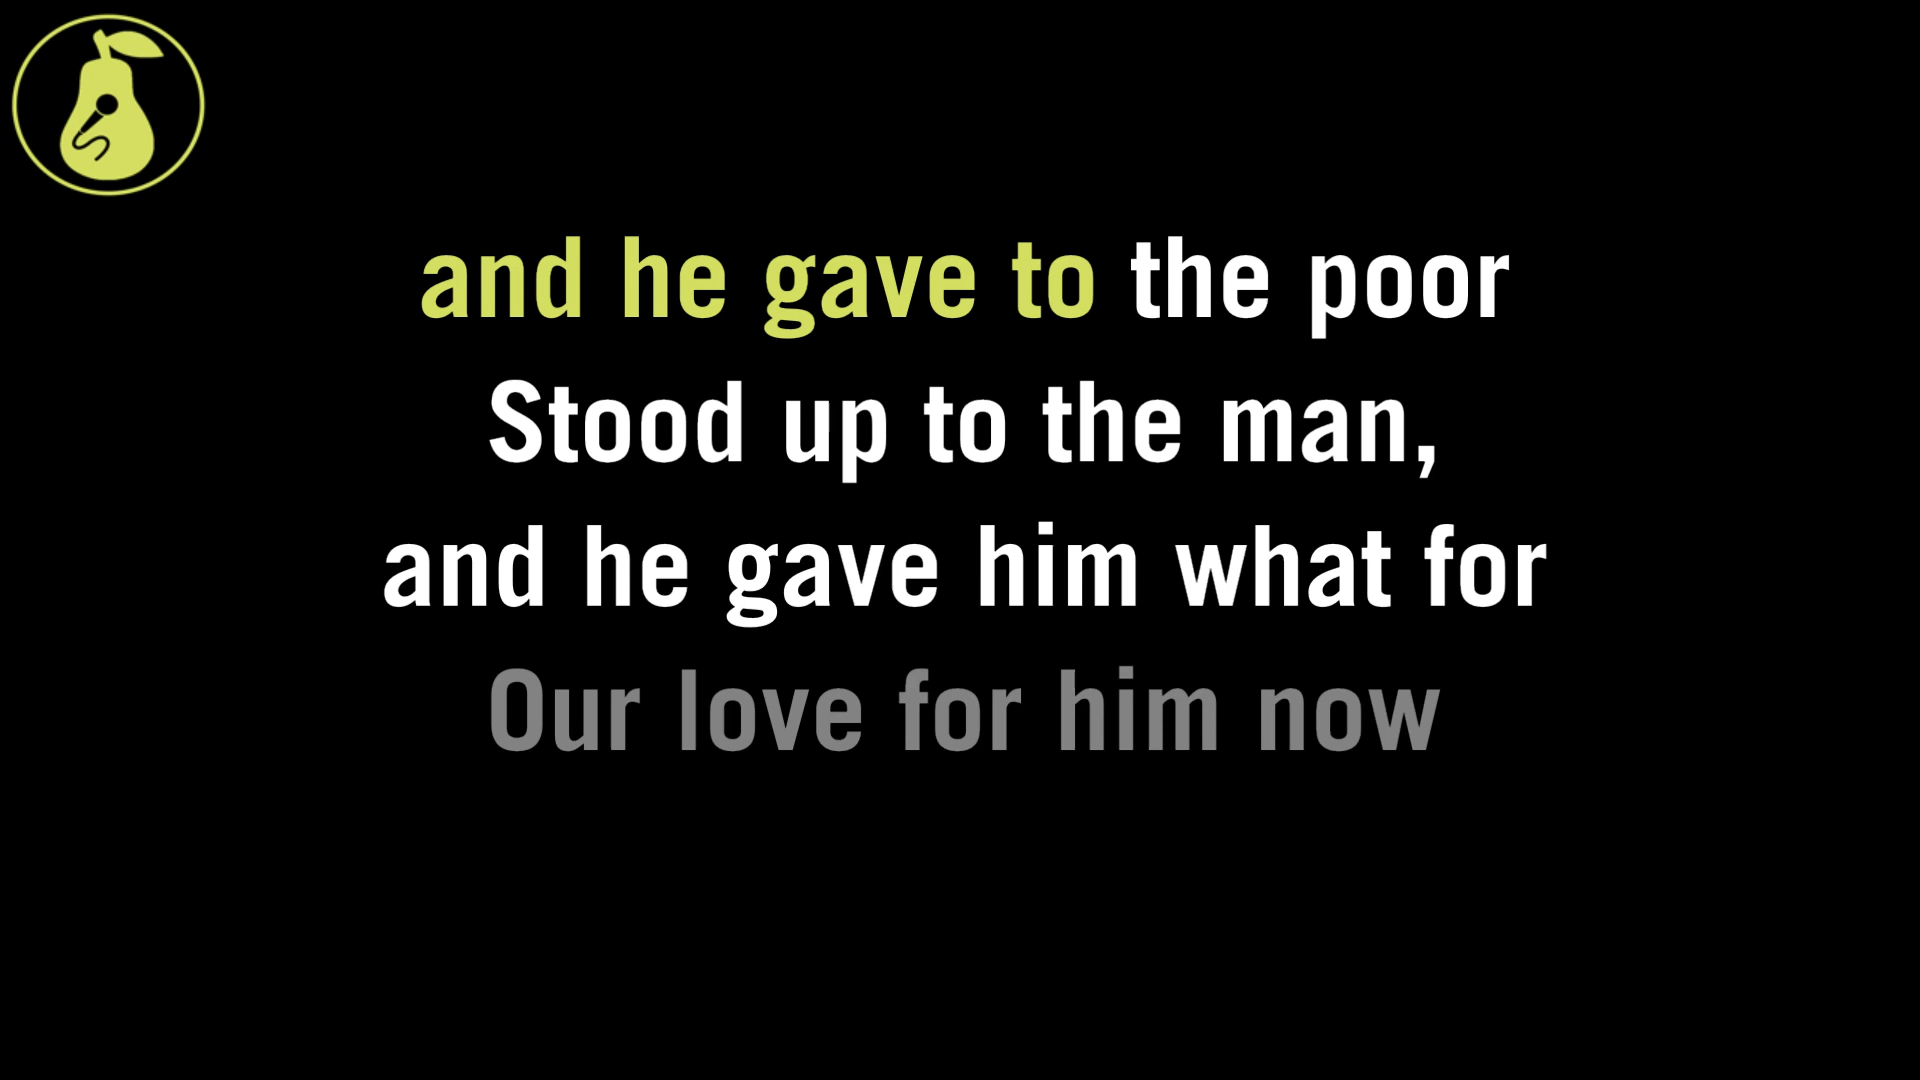 and he gave to the poor
Stood up to the man,
and he gave him what for
Our love for him now